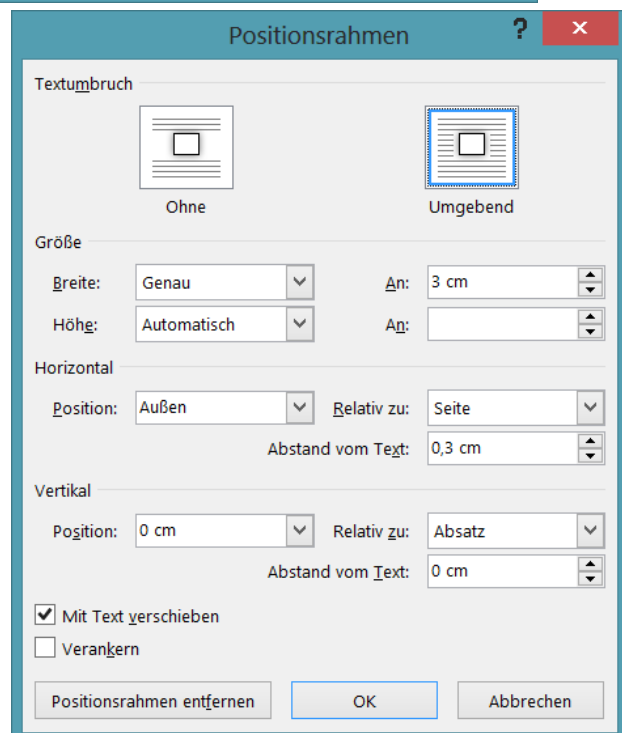 Positionsrahmen ? ×
Textumbruch
Ohne Umgebend
Größe
Breite: Genau An: 3 cm
Höhe: Automatisch An:
Horizontal
Position: Außen Relativ zu: Seite
Abstand vom Text: 0,3 cm
Vertikal
Position: 0 cm Relativ zu: Absatz
Abstand vom Text: 0 cm
Mit Text verschieben
Verankern
Positionsrahmen entfernen OK Abbrechen